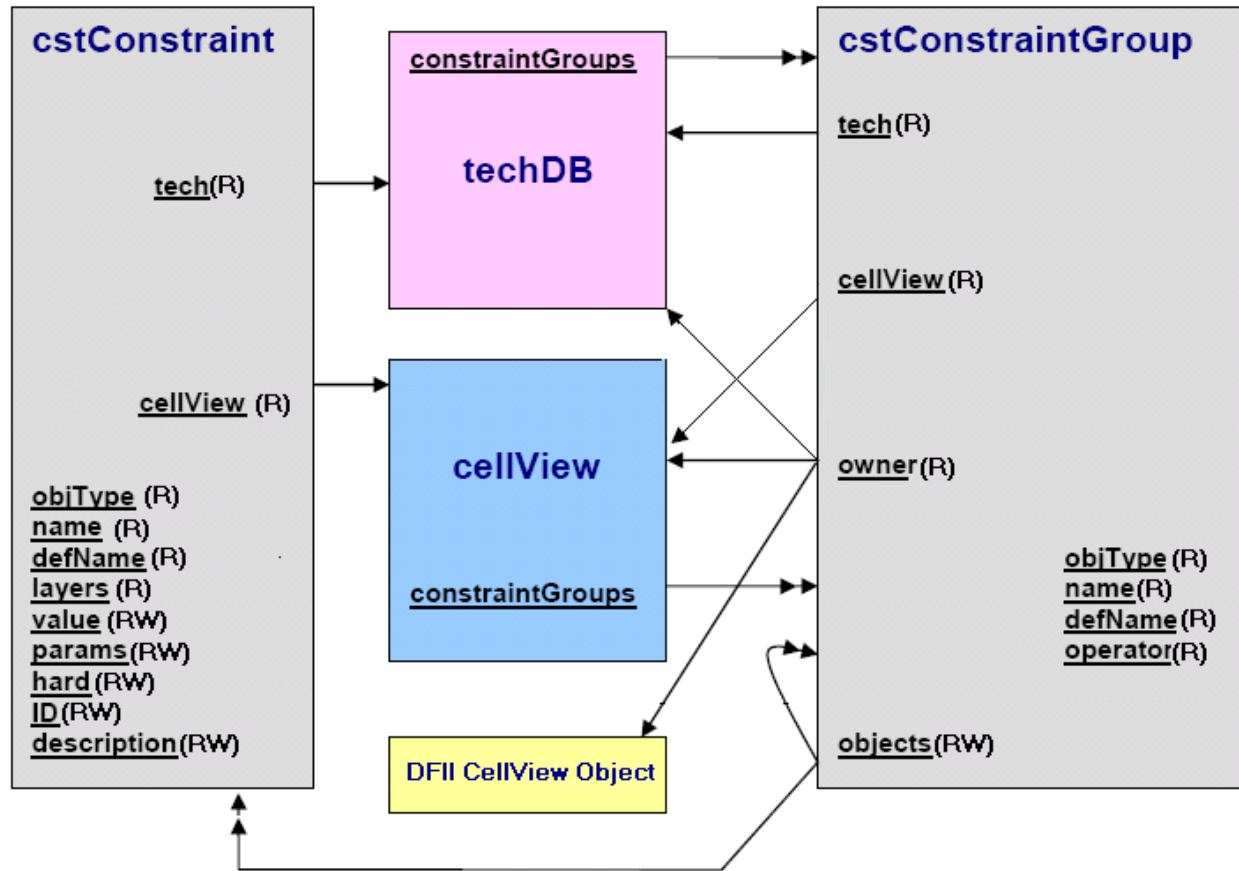 cstConstraint
tech(R)
cellView (R)
objType (R)
name (R)
defName(R)
layers(R)
value(RW)
params(RW)
hard(RW)
ID(RW)
description(RW)
constraintGroups
techDB
cellView
constraintGroups
DFII CellView Object
cstConstraintGroup
tech(R)
cellView(R)
owner(R)
objType(R)
name(R)
defName(R)
operator(R)
objects(RW)